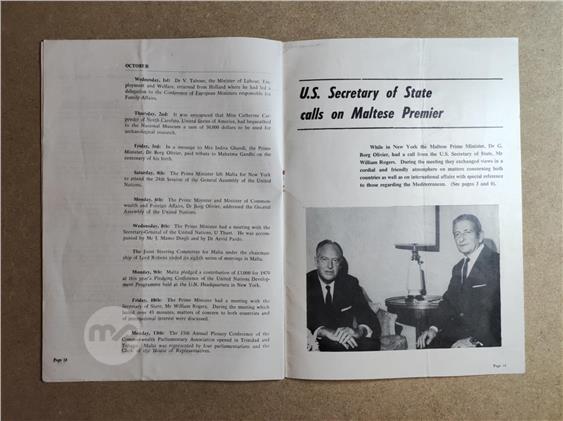 OCTOBER
Wednesday, 1st: Dr V. Tabone, the Minister of Labour, Em-
ployment and Welfare, returned from Holland where he had led a
delegation to the Conference of European Ministers responsible for
Family Affairs.
Thursday, 2nd: It was announced that Miss Catherine Car-
penter of North Carolina, United States of America, had bequeathed
to the National Museum a sum of 50,000 dollars to be used for
archaeological research.
Friday, 3rd: In a message to Mrs Indira Ghandi, the Prime
Minister, Dr Borg Olivier, paid tribute to Mahatma Gandhi on the
centenary of his birth.
Saturday, 4th: The Prime Minister left Malta for New York
to attend the 24th Session of the General Assembly of the United
Nations.
Monday, 6th: The Prime Minister and Minister of Common-
wealth and Foreign Affairs, Dr Borg Olivier, addressed the General
Assembly of the United Nations.
Wednesday, 8th: The Prime Minister had a meeting with the
Secretary-General of the United Nations, U Thant. He was accom-
panied by Mr J. Manno Durgh and by Dr Arvid Pardo.
The Joint Steering Committee for Malta under the chairman-
ship of Lord Robens ended its eighth series of meetings in Malta.
Monday, 9th: Malta pledged a contribution of £3,000 for 1970
at this year's Pledging Conference of the United Nations Develop-
ment Programme held at the U.N. Headquarters in New York.
Friday, 10th: The Prime Minister had a meeting with the
Secretary of State, Mr William Rogers. During the meeting which
lasted over 45 minutes, matters of concern to both countries and
of international interest were discussed.
Monday, 13th: The 15th Annual Plenary Conference of the
Commonwealth Parliamentary Association opened in Trinidad and
Tobago. Malta was represented by four parliamentarians and the
Clerk of the House of Representatives.
Page 14
U.S. Secretary of State
calls on Maltese Premier
While in New York the Maltese Prime Minister, Dr G.
Borg Olivier, had a call from the U.S. Secretary of State, Mr
William Rogers. During the meeting they exchanged views in a
cordial and friendly atmosphere on matters concerning both
countries as well as on international affairs with special reference
to those regarding the Mediterranean. (See pages 3 and 8).
Page